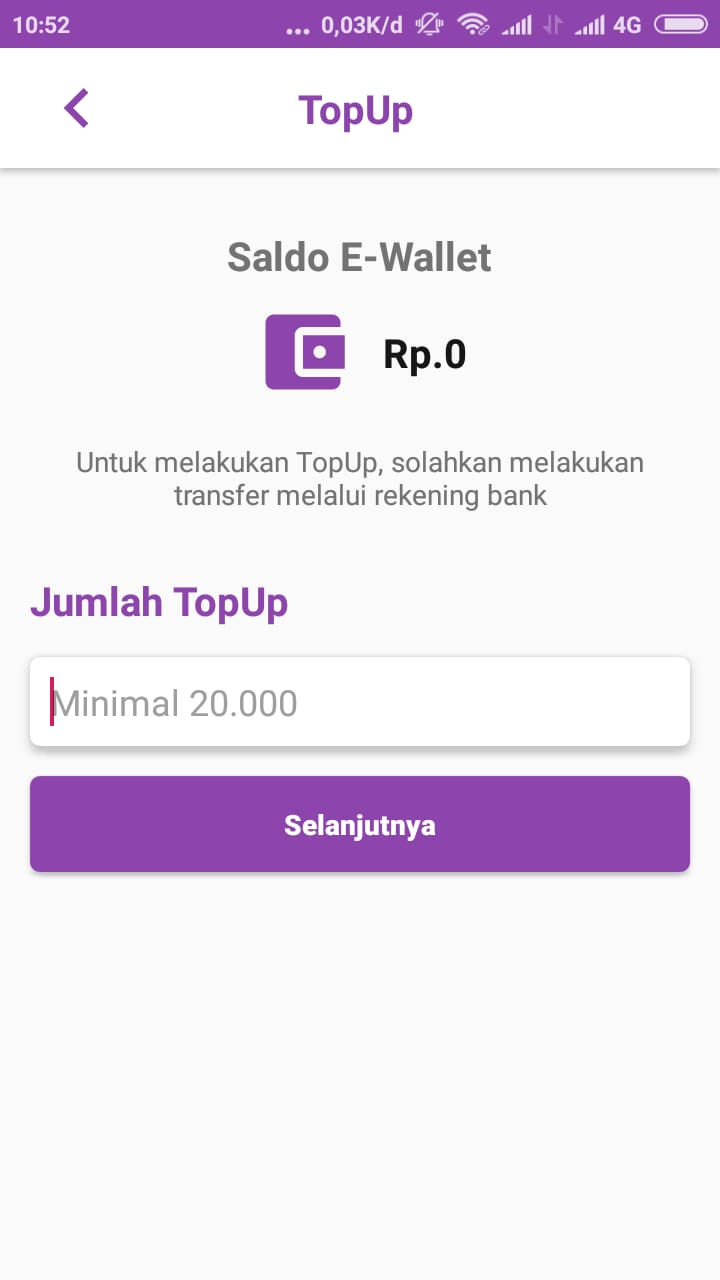 10:52 ... 0,03K/d 4G
TopUp
Saldo E-Wallet
Rp.0
Untuk melakukan TopUp, solahkan melakukan
transfer melalui rekening bank
Jumlah TopUp
Minimal 20.000
Selanjutnya